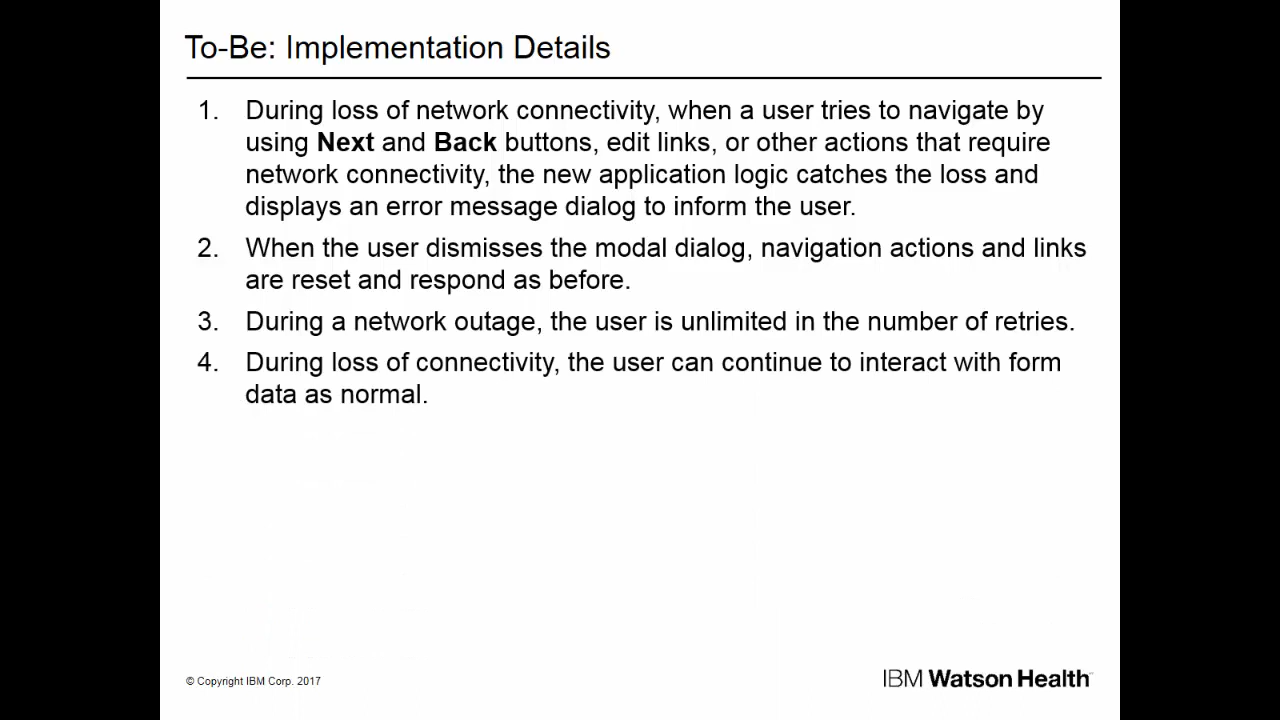 To-Be: Implementation Details
1. During loss of network connectivity, when a user tries to navigate by
using Next and Back buttons, edit links, or other actions that require
network connectivity, the new application logic catches the loss and
displays an error message dialog to inform the user.
2. When the user dismisses the modal dialog, navigation actions and links
are reset and respond as before.
3. During a network outage, the user is unlimited in the number of retries.
4. During loss of connectivity, the user can continue to interact with form
data as normal.
© Copyright IBM Corp. 2017
IBM Watson Health